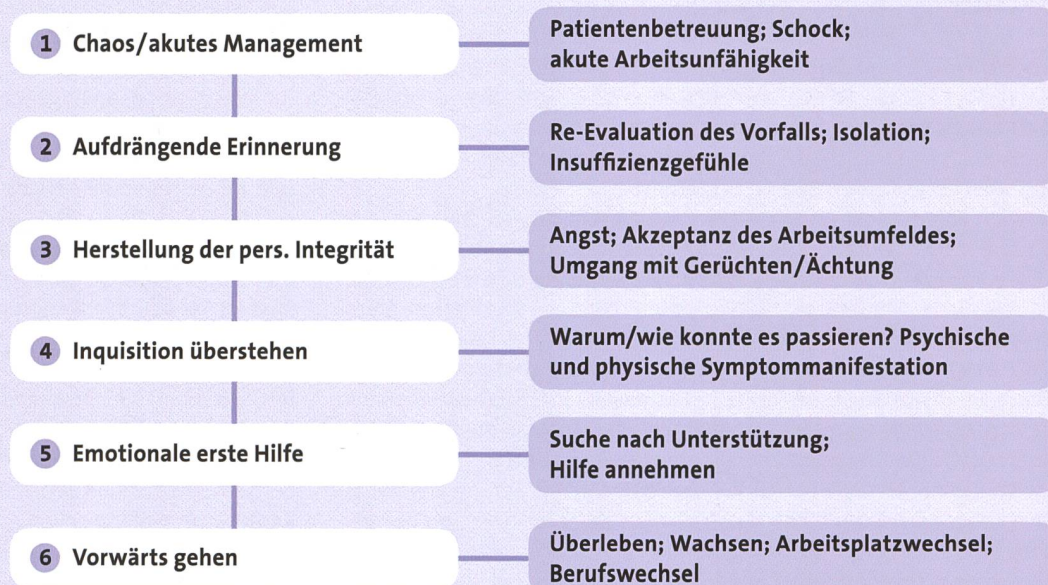 1 Chaos/akutes Management
Patientenbetreuung; Schock;
akute Arbeitsunfähigkeit
2 Aufdrängende Erinnerung
Re-Evaluation des Vorfalls; Isolation;
Insuffizienzgefühle
3 Herstellung der pers. Integrität
Angst; Akzeptanz des Arbeitsumfeldes;
Umgang mit Gerüchten/Ächtung
4 Inquisition überstehen
Warum/wie konnte es passieren? Psychische
und physische Symptommanifestation
5 Emotionale erste Hilfe
Suche nach Unterstützung;
Hilfe annehmen
6 Vorwärts gehen
Überleben; Wachsen; Arbeitsplatzwechsel;
Berufswechsel